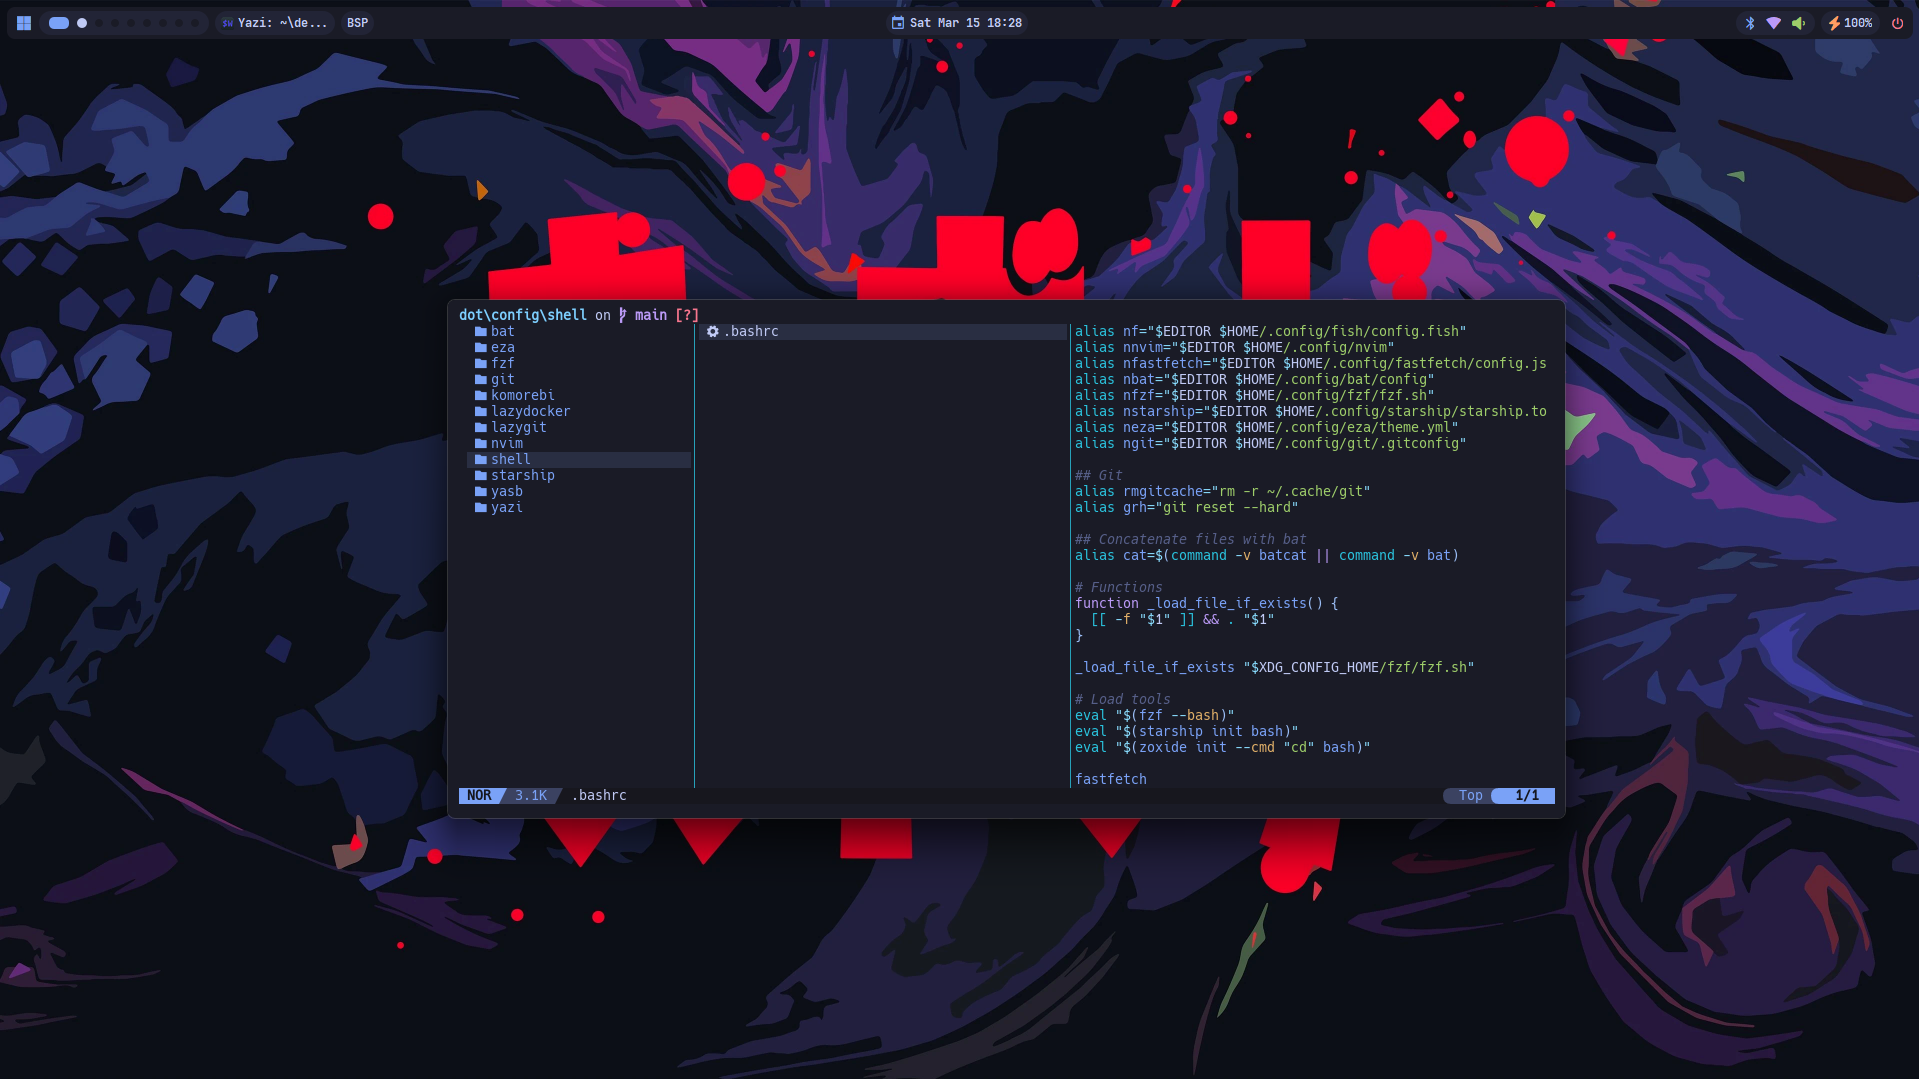 Yazi: ~\de...
BSP
Sat Mar 15 18:28
100%
dot\config\shell on main [?]
bat
eza
fzf
git
komorebi
lazydocker
lazygit
nvim
shell
starship
yasb
yazi
.bashrc
alias nf="$EDITOR $HOME/.config/fish/config.fish"
alias nnvim="$EDITOR $HOME/.config/nvim"
alias nfastfetch="$EDITOR $HOME/.config/fastfetch/config.js
alias nbat="$EDITOR $HOME/.config/bat/config"
alias nfzf="$EDITOR $HOME/.config/fzf/fzf.sh"
alias nstarship="$EDITOR $HOME/.config/starship/starship.to
alias neza="$EDITOR $HOME/.config/eza/theme.yml"
alias ngit="$EDITOR $HOME/.config/git/.gitconfig"
## Git
alias rmgitcache="rm -r ~/.cache/git"
alias grh="git reset --hard"
## Concatenate files with bat
alias cat=$(command -v batcat || command -v bat)
# Functions
function _load_file_if_exists() {
[[ -f "$1" ]] && . "$1"
}
_load_file_if_exists "$XDG_CONFIG_HOME/fzf/fzf.sh"
# Load tools
eval "$(fzf --bash)"
eval "$(starship init bash)"
eval "$(zoxide init --cmd "cd" bash)"
fastfetch
NOR 3.1K .bashrc
Top 1/1